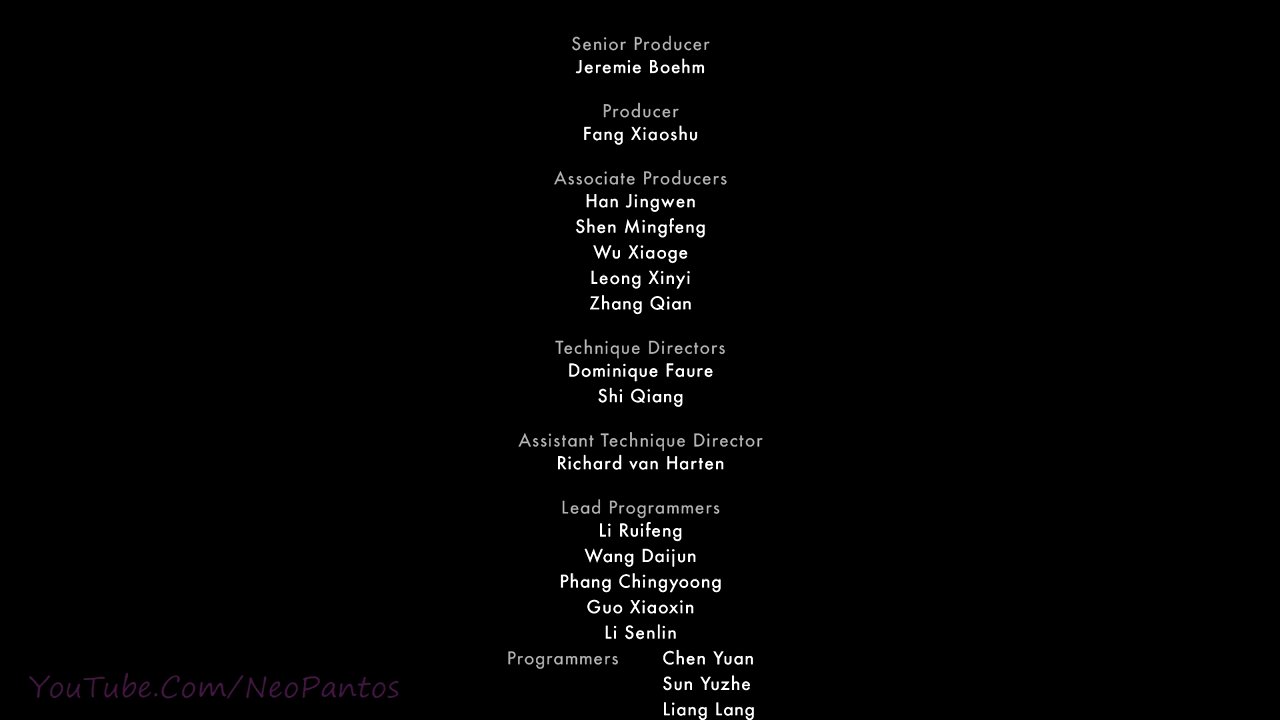 Senior Producer
Jeremie Boehm
Producer
Fang Xiaoshu
Associate Producers
Han Jingwen
Shen Mingfeng
Wu Xiaoge
Leong Xinyi
Zhang Qian
Technique Directors
Dominique Faure
Shi Qiang
Assistant Technique Director
Richard van Harten
Lead Programmers
Li Ruifeng
Wang Daijun
Phang Chingyoong
Guo Xiaoxin
Li Senlin
Programmers Chen Yuan
Sun Yuzhe
Liang Lang
YouTube.Com/NeoPantos